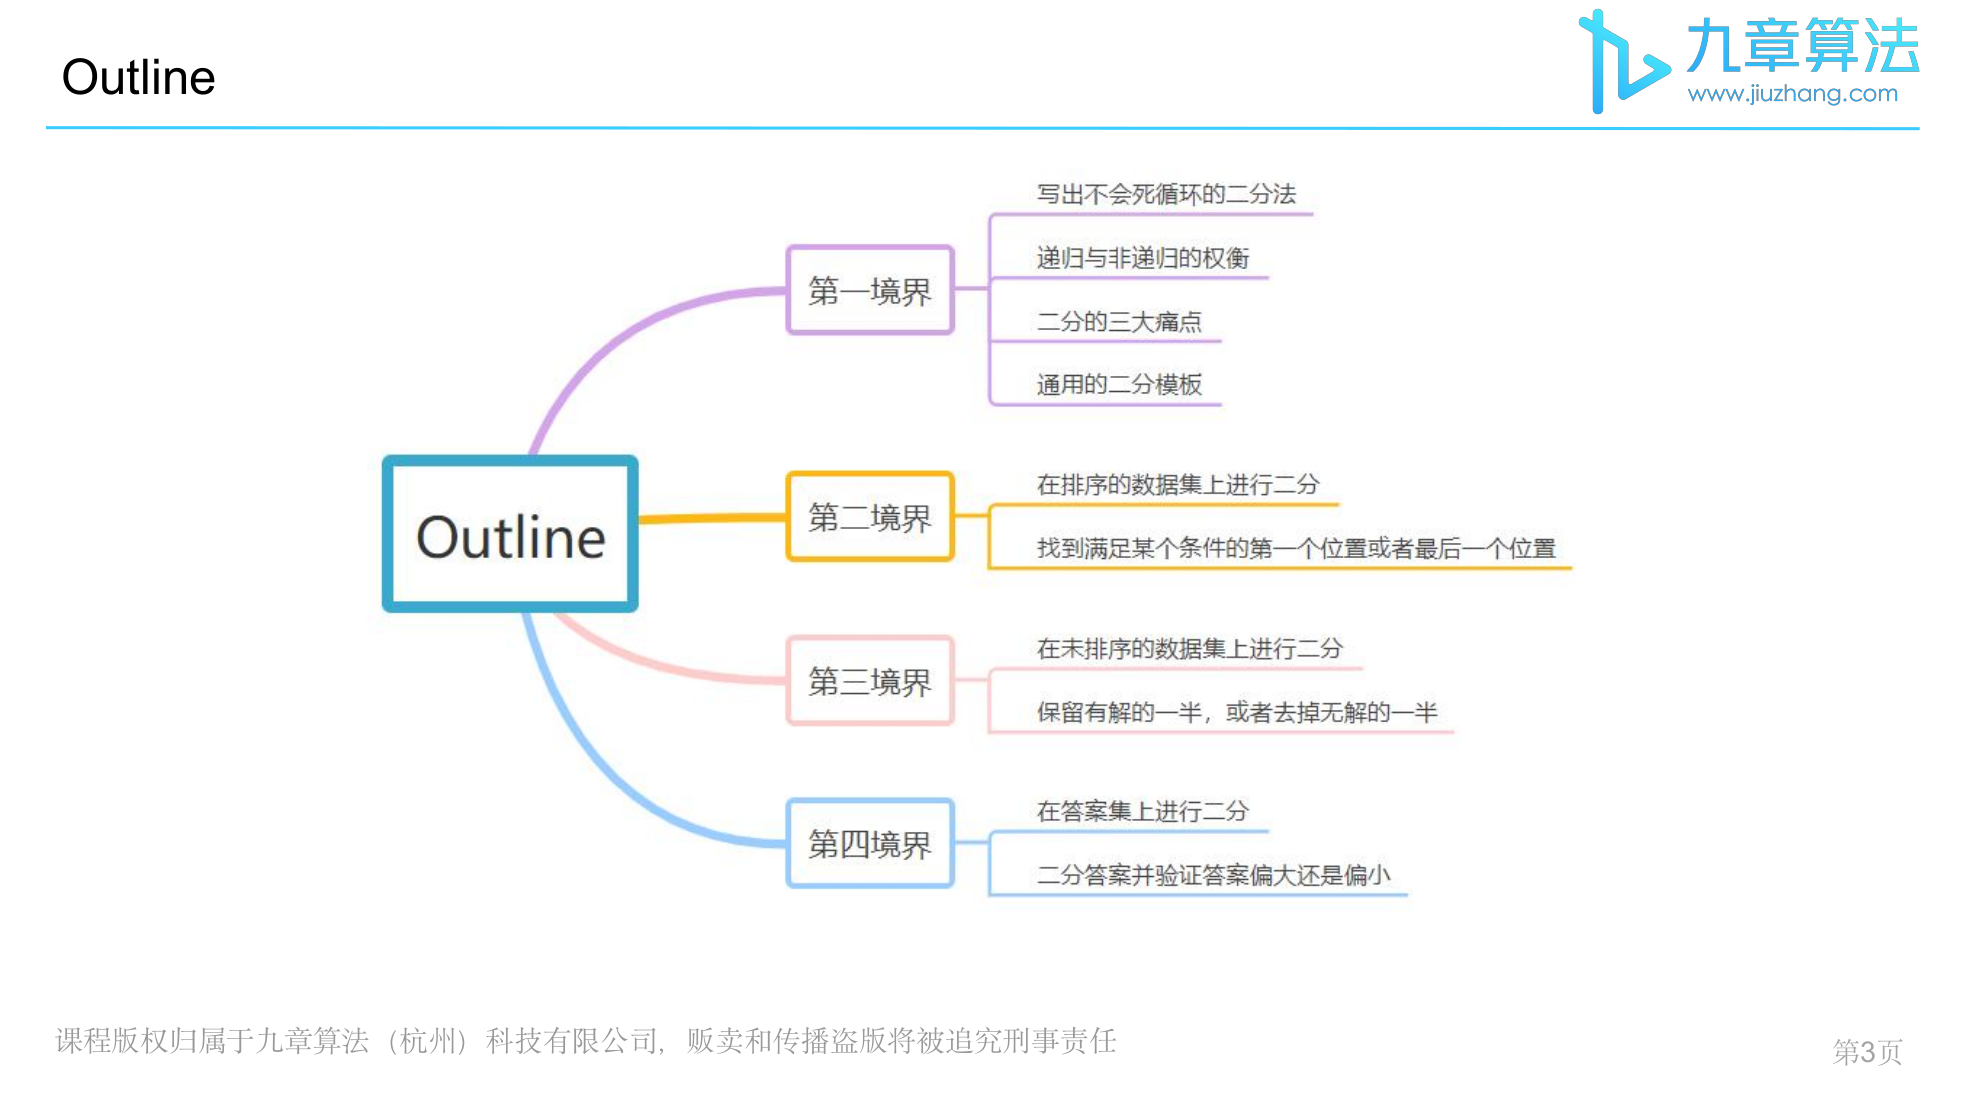 Outline
九章算法
www.jiuzhang.com
Outline
第一境界
写出不会死循环的二分法
递归与非递归的权衡
二分的三大痛点
通用的二分模板
第二境界
在排序的数据集上进行二分
找到满足某个条件的第一个位置或者最后一个位置
第三境界
在未排序的数据集上进行二分
保留有解的一半，或者去掉无解的一半
第四境界
在答案集上进行二分
二分答案并验证答案偏大还是偏小
课程版权归属于九章算法（杭州）科技有限公司，贩卖和传播盗版将被追究刑事责任
第3页